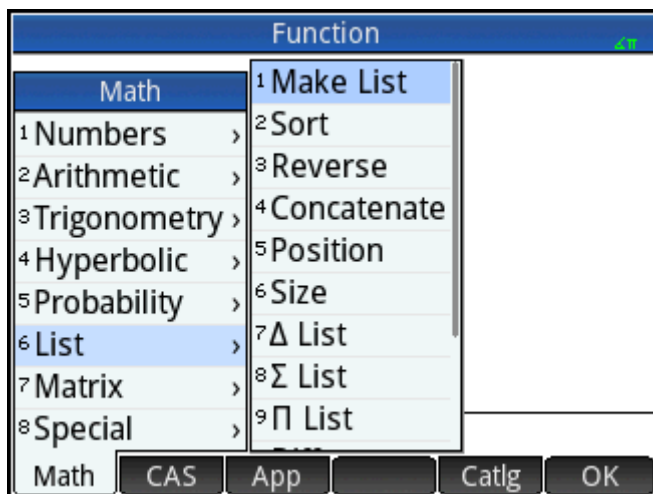 Function
∡π
Math
1 Numbers ›
2 Arithmetic ›
3 Trigonometry ›
4 Hyperbolic ›
5 Probability ›
6 List ›
7 Matrix ›
8 Special ›
1 Make List
2 Sort
3 Reverse
4 Concatenate
5 Position
6 Size
7 Δ List
8 Σ List
9 Π List
Math CAS App Catlg OK